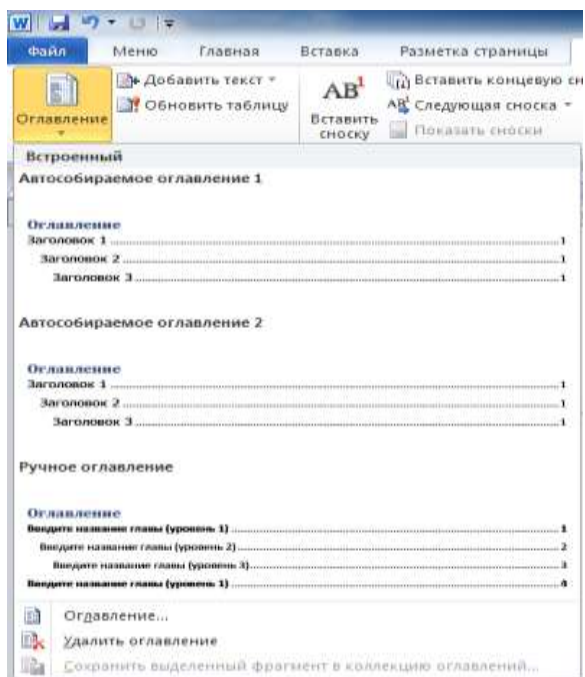 W
Файл Меню Главная Вставка Разметка страницы
Оглавление
Добавить текст
Обновить таблицу
AB1
Вставить сноску
Вставить концевую сн
AB Следующая сноска
Показать сноски
Встроенный
Автособираемое оглавление 1
Оглавление
Заголовок 1 1
Заголовок 2 1
Заголовок 3 1
Автособираемое оглавление 2
Оглавление
Заголовок 1 1
Заголовок 2 1
Заголовок 3 1
Ручное оглавление
Оглавление
Введите название главы (уровень 1) 1
Введите название главы (уровень 2) 2
Введите название главы (уровень 3) 3
Введите название главы (уровень 1) 4
Оглавление...
Удалить оглавление
Сохранить выделенный фрагмент в коллекцию оглавлений...